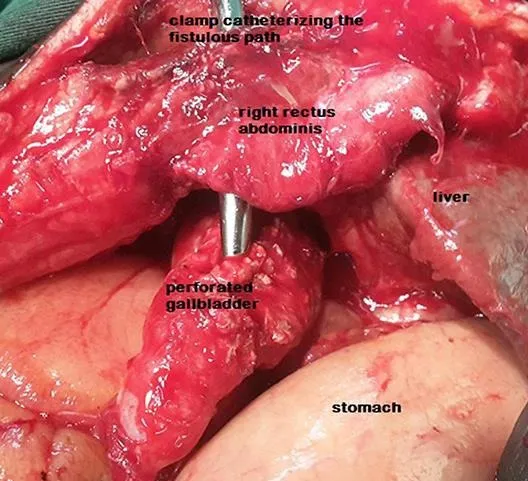 clamp catheterizing the
fistulous path
right rectus
abdominis
liver
perforated
gallbladder
stomach